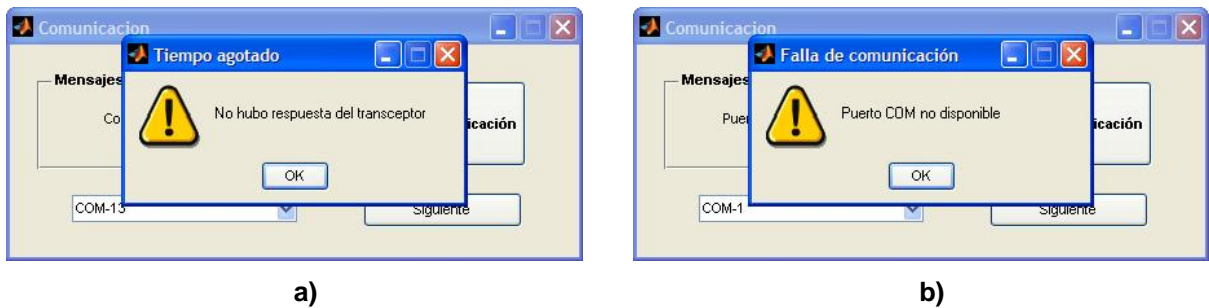 Comunicacion
Tiempo agotado
Mensajes
No hubo respuesta del transceptor
Co
icación
OK
COM-13
Siguiente
a)
Comunicacion
Falla de comunicación
Mensajes
Puerto COM no disponible
Puer
icación
OK
COM-1
Siguiente
b)